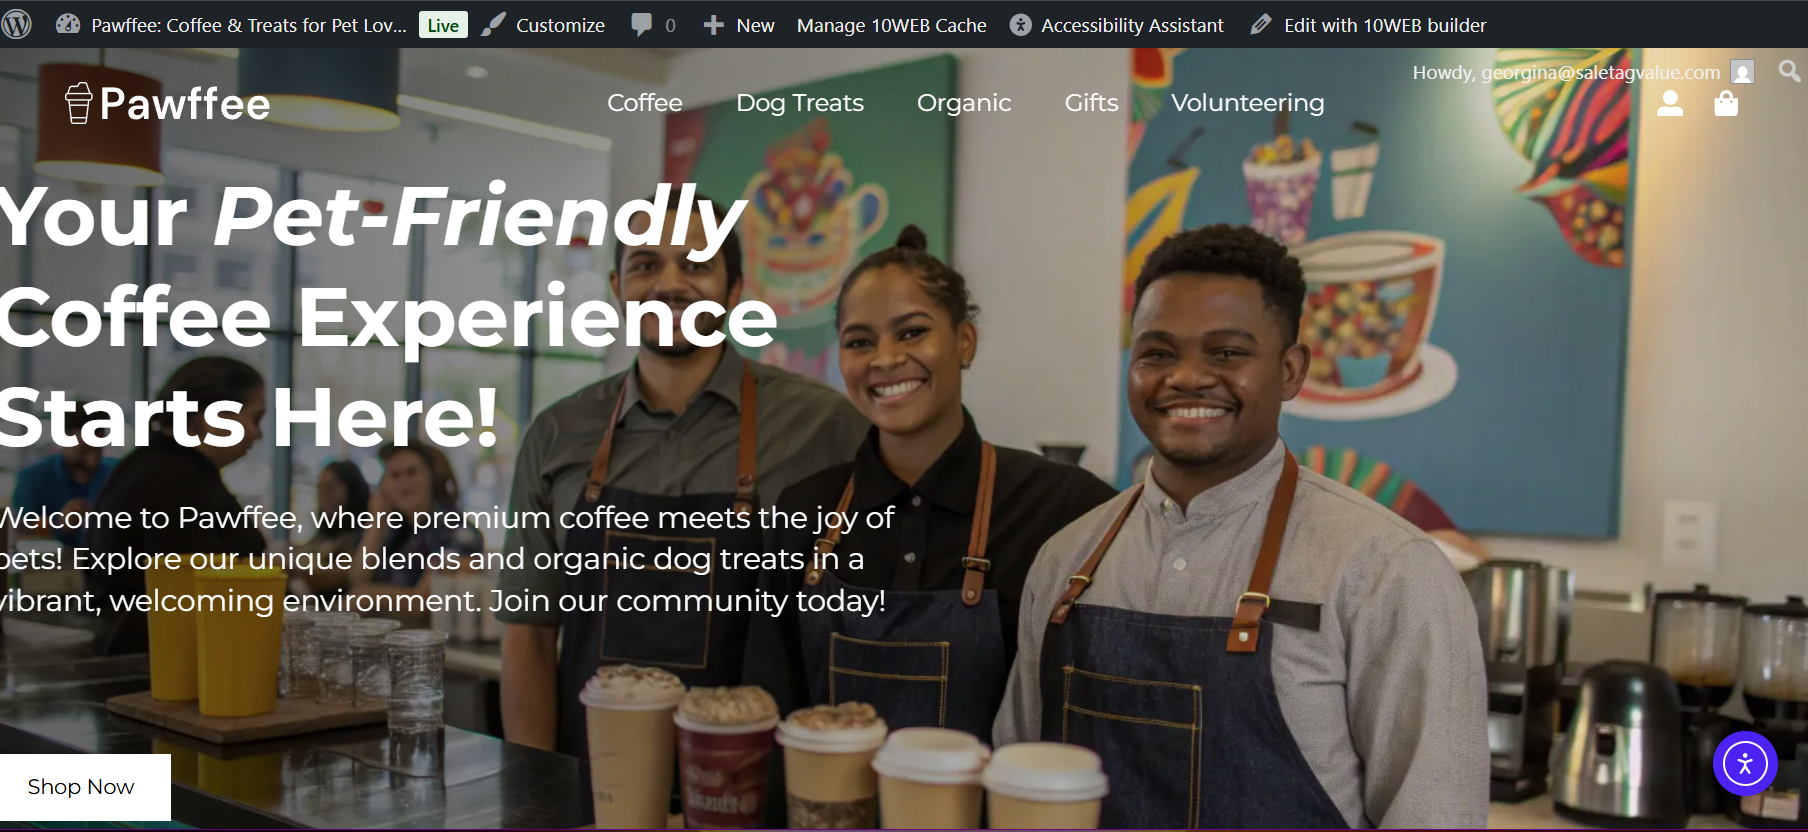 Pawffee: Coffee & Treats for Pet Lov... Live Customize 0 New Manage 10WEB Cache Accessibility Assistant Edit with 10WEB builder
Howdy, georgina@saletagvalue.com
Pawffee Coffee Dog Treats Organic Gifts Volunteering
Your Pet-Friendly
Coffee Experience
Starts Here!
Welcome to Pawffee, where premium coffee meets the joy of
pets! Explore our unique blends and organic dog treats in a
vibrant, welcoming environment. Join our community today!
Shop Now